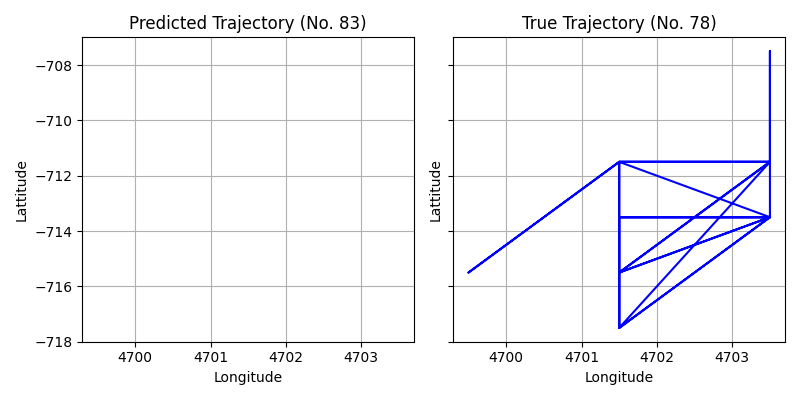 Predicted Trajectory (No. 83)
True Trajectory (No. 78)
Lattitude
−708
−710
−712
−714
−716
−718
4700
4701
4702
4703
Longitude
Lattitude
4700
4701
4702
4703
Longitude